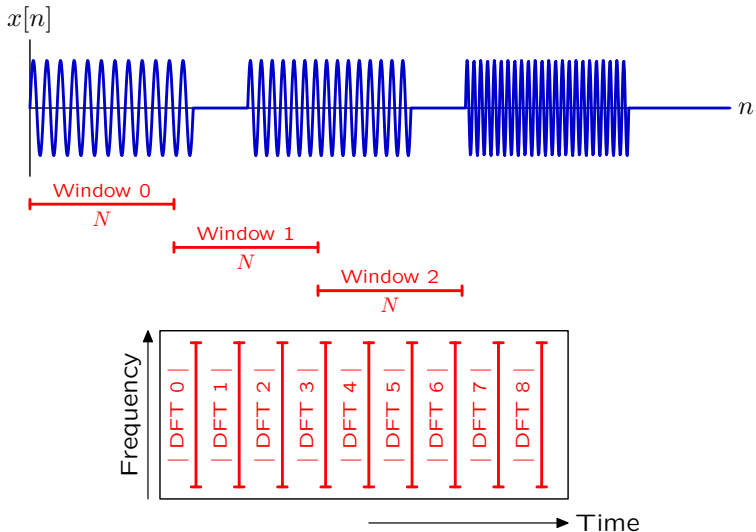 x[n]
n
Window 0
N
Window 1
N
Window 2
N
Frequency
| DFT 0 |
| DFT 1 |
| DFT 2 |
| DFT 3 |
| DFT 4 |
| DFT 5 |
| DFT 6 |
| DFT 7 |
| DFT 8 |
Time